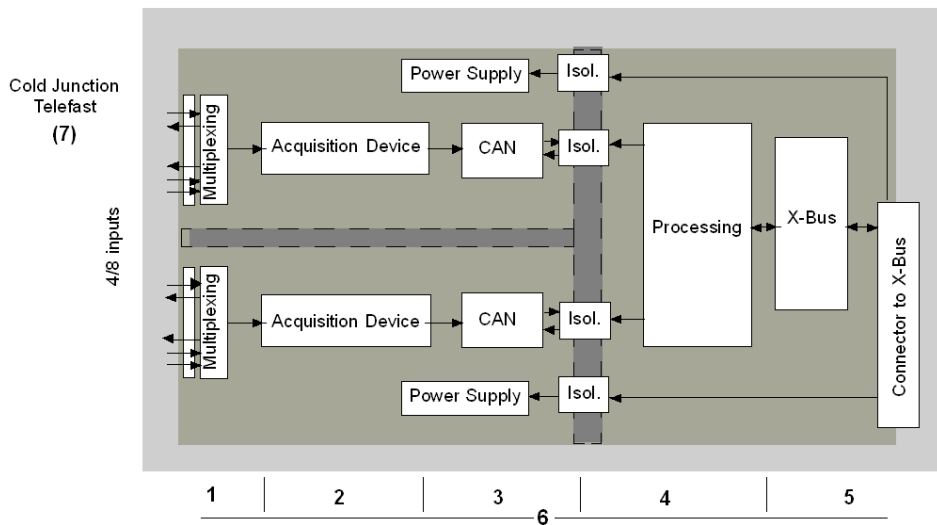 Power Supply
Isol.
Cold Junction
Telefast
(7)
Multiplexing
Acquisition Device
CAN
Isol.
Processing
X-Bus
Connector to X-Bus
4/8 inputs
Multiplexing
Acquisition Device
CAN
Isol.
Power Supply
Isol.
1
2
3
4
5
6